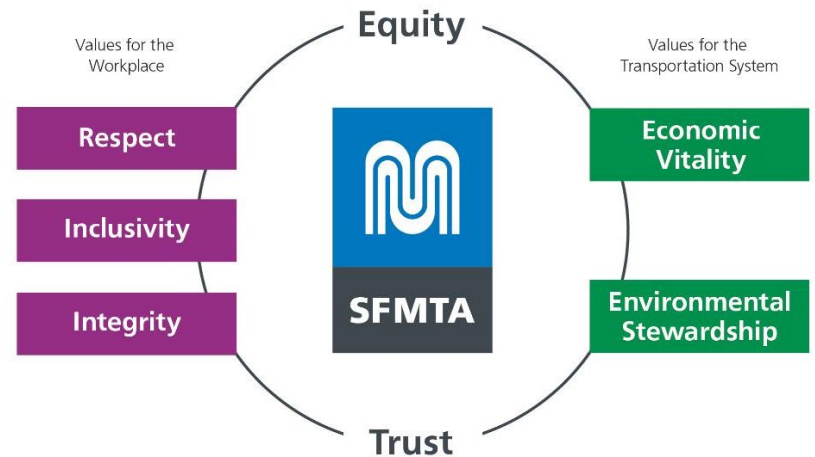 Equity
Values for the
Workplace
Respect
Inclusivity
Integrity
SFMTA
Values for the
Transportation System
Economic
Vitality
Environmental
Stewardship
Trust